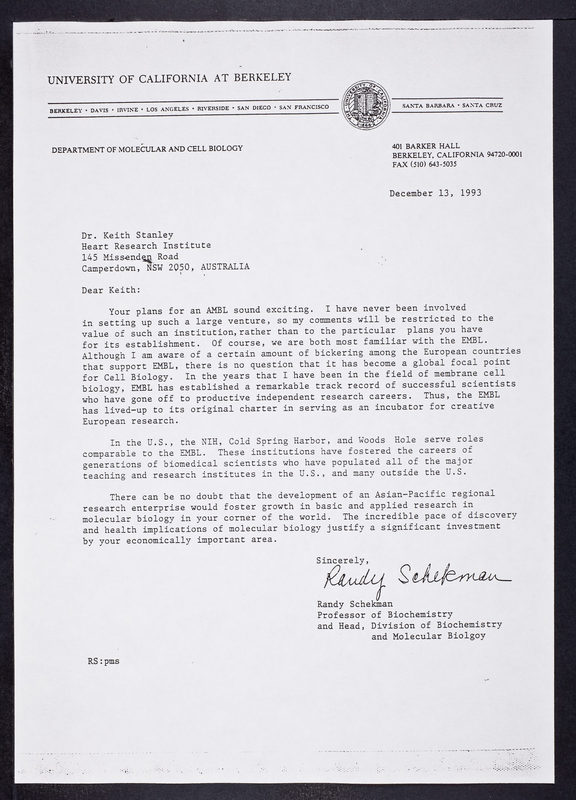 UNIVERSITY OF CALIFORNIA AT BERKELEY
BERKELEY • DAVIS • IRVINE • LOS ANGELES • RIVERSIDE • SAN DIEGO • SAN FRANCISCO
SANTA BARBARA • SANTA CRUZ
DEPARTMENT OF MOLECULAR AND CELL BIOLOGY
401 BARKER HALL
BERKELEY, CALIFORNIA 94720-0001
FAX (510) 643-5035
December 13, 1993
Dr. Keith Stanley
Heart Research Institute
145 Missenden Road
Camperdown, NSW 2050, AUSTRALIA
Dear Keith:
Your plans for an AMBL sound exciting. I have never been involved
in setting up such a large venture, so my comments will be restricted to the
value of such an institution, rather than to the particular plans you have
for its establishment. Of course, we are both most familiar with the EMBL.
Although I am aware of a certain amount of bickering among the European countries
that support EMBL, there is no question that it has become a global focal point
for Cell Biology. In the years that I have been in the field of membrane cell
biology, EMBL has established a remarkable track record of successful scientists
who have gone off to productive independent research careers. Thus, the EMBL
has lived-up to its original charter in serving as an incubator for creative
European research.
In the U.S., the NIH, Cold Spring Harbor, and Woods Hole serve roles
comparable to the EMBL. These institutions have fostered the careers of
generations of biomedical scientists who have populated all of the major
teaching and research institutes in the U.S., and many outside the U.S.
There can be no doubt that the development of an Asian-Pacific regional
research enterprise would foster growth in basic and applied research in
molecular biology in your corner of the world. The incredible pace of discovery
and health implications of molecular biology justify a significant investment
by your economically important area.
Sincerely,
Randy Schekman
Randy Schekman
Professor of Biochemistry
and Head, Division of Biochemistry
and Molecular Biolgoy
RS:pms